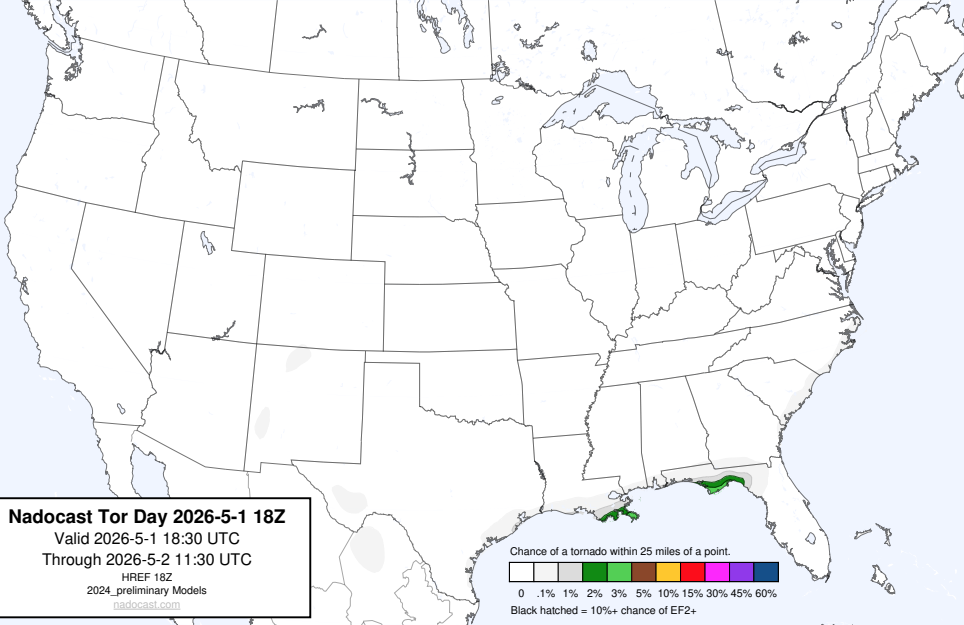 Nadocast Tor Day 2026-5-1 18Z
Valid 2026-5-1 18:30 UTC
Through 2026-5-2 11:30 UTC
HREF 18Z
2024_preliminary Models
nadocast.com
Chance of a tornado within 25 miles of a point.
0 .1% 1% 2% 3% 5% 10% 15% 30% 45% 60%
Black hatched = 10%+ chance of EF2+